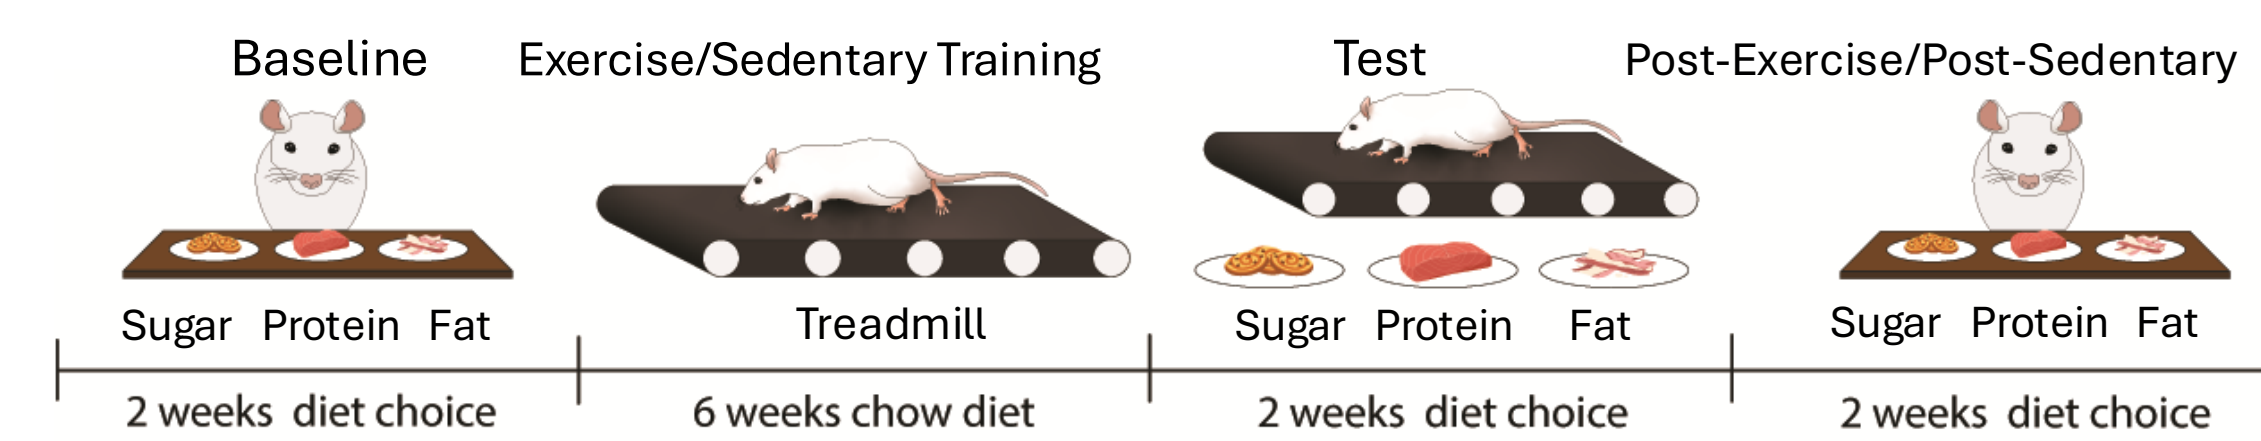 Baseline
Exercise/Sedentary Training
Test
Post-Exercise/Post-Sedentary
Sugar Protein Fat
Treadmill
Sugar Protein Fat
Sugar Protein Fat
2 weeks diet choice
6 weeks chow diet
2 weeks diet choice
2 weeks diet choice